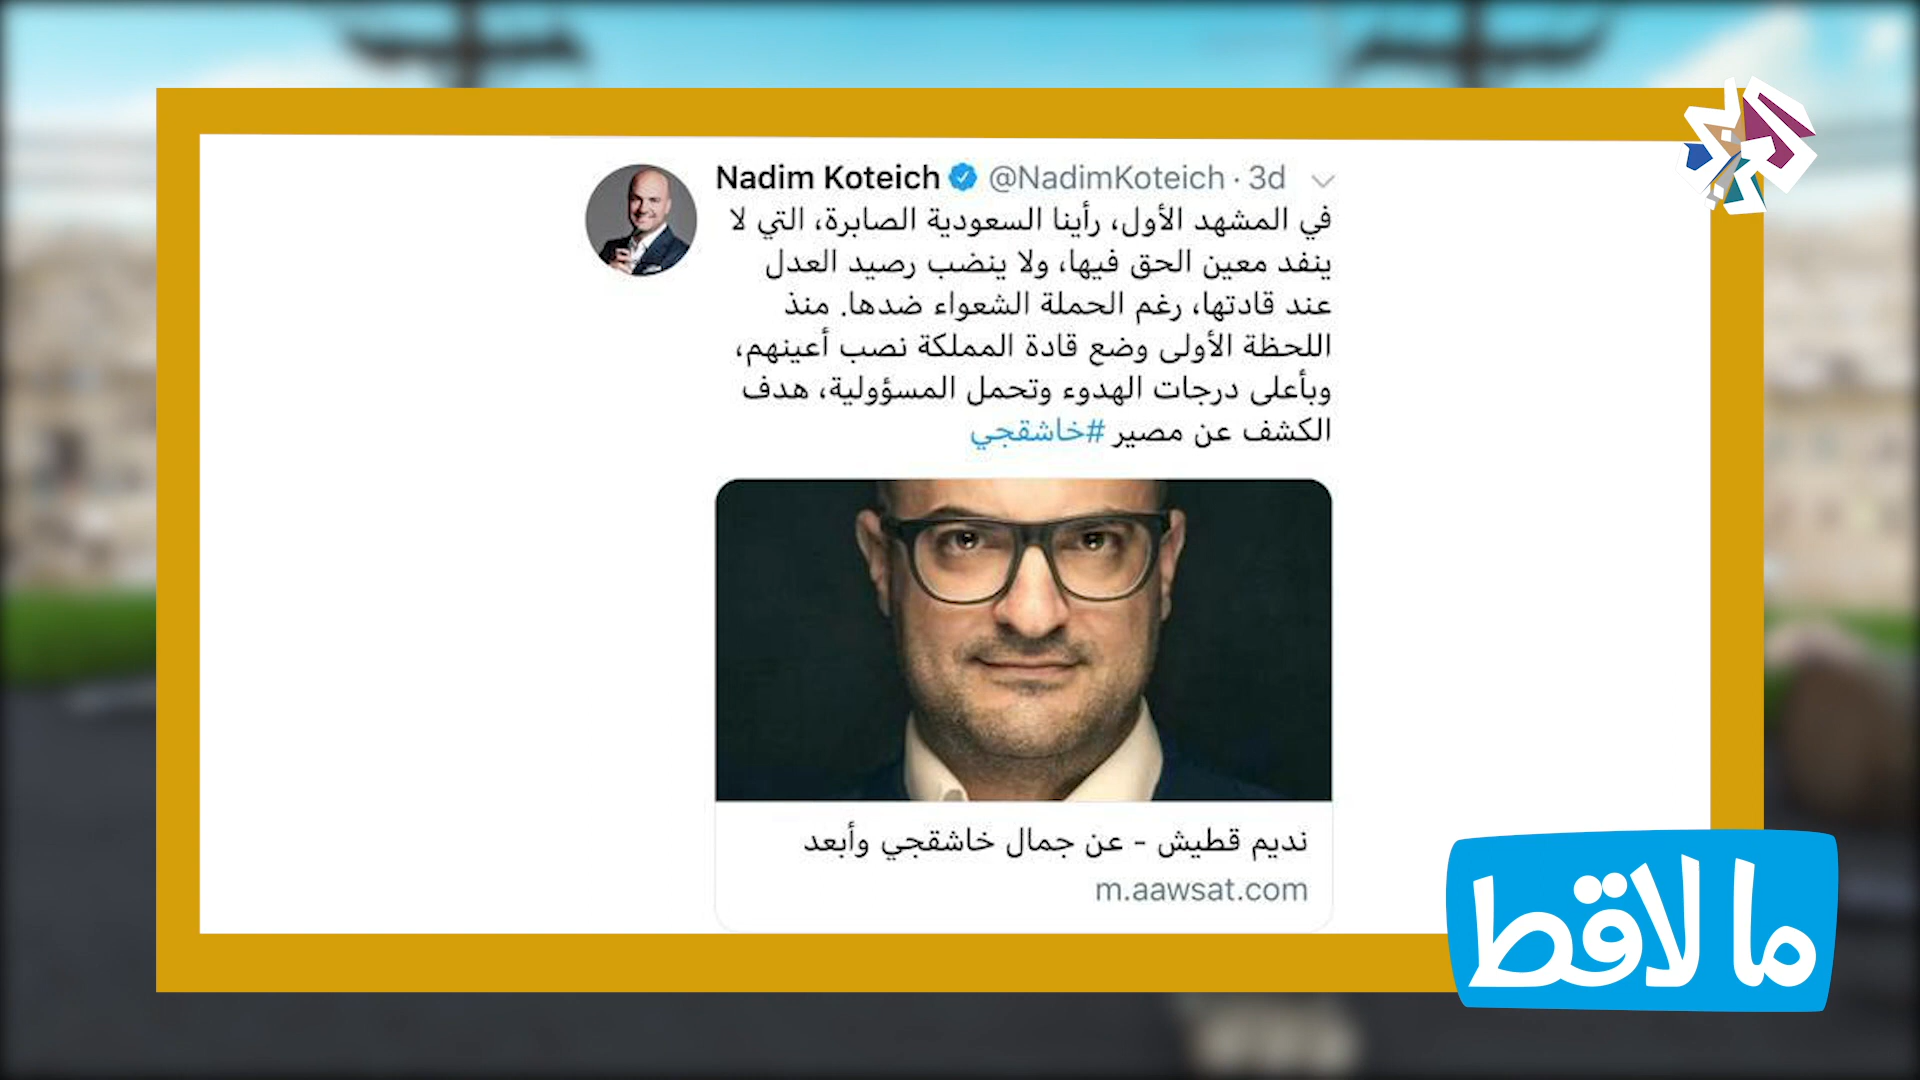 العربي
Nadim Koteich @NadimKoteich · 3d
في المشهد الأول، رأينا السعودية الصابرة، التي لا
ينفد معين الحق فيها، ولا ينضب رصيد العدل
عند قادتها، رغم الحملة الشعواء ضدها. منذ
اللحظة الأولى وضع قادة المملكة نصب أعينهم،
وبأعلى درجات الهدوء وتحمل المسؤولية، هدف
الكشف عن مصير #خاشقجي
نديم قطيش - عن جمال خاشقجي وأبعد
m.aawsat.com
ما لاقط